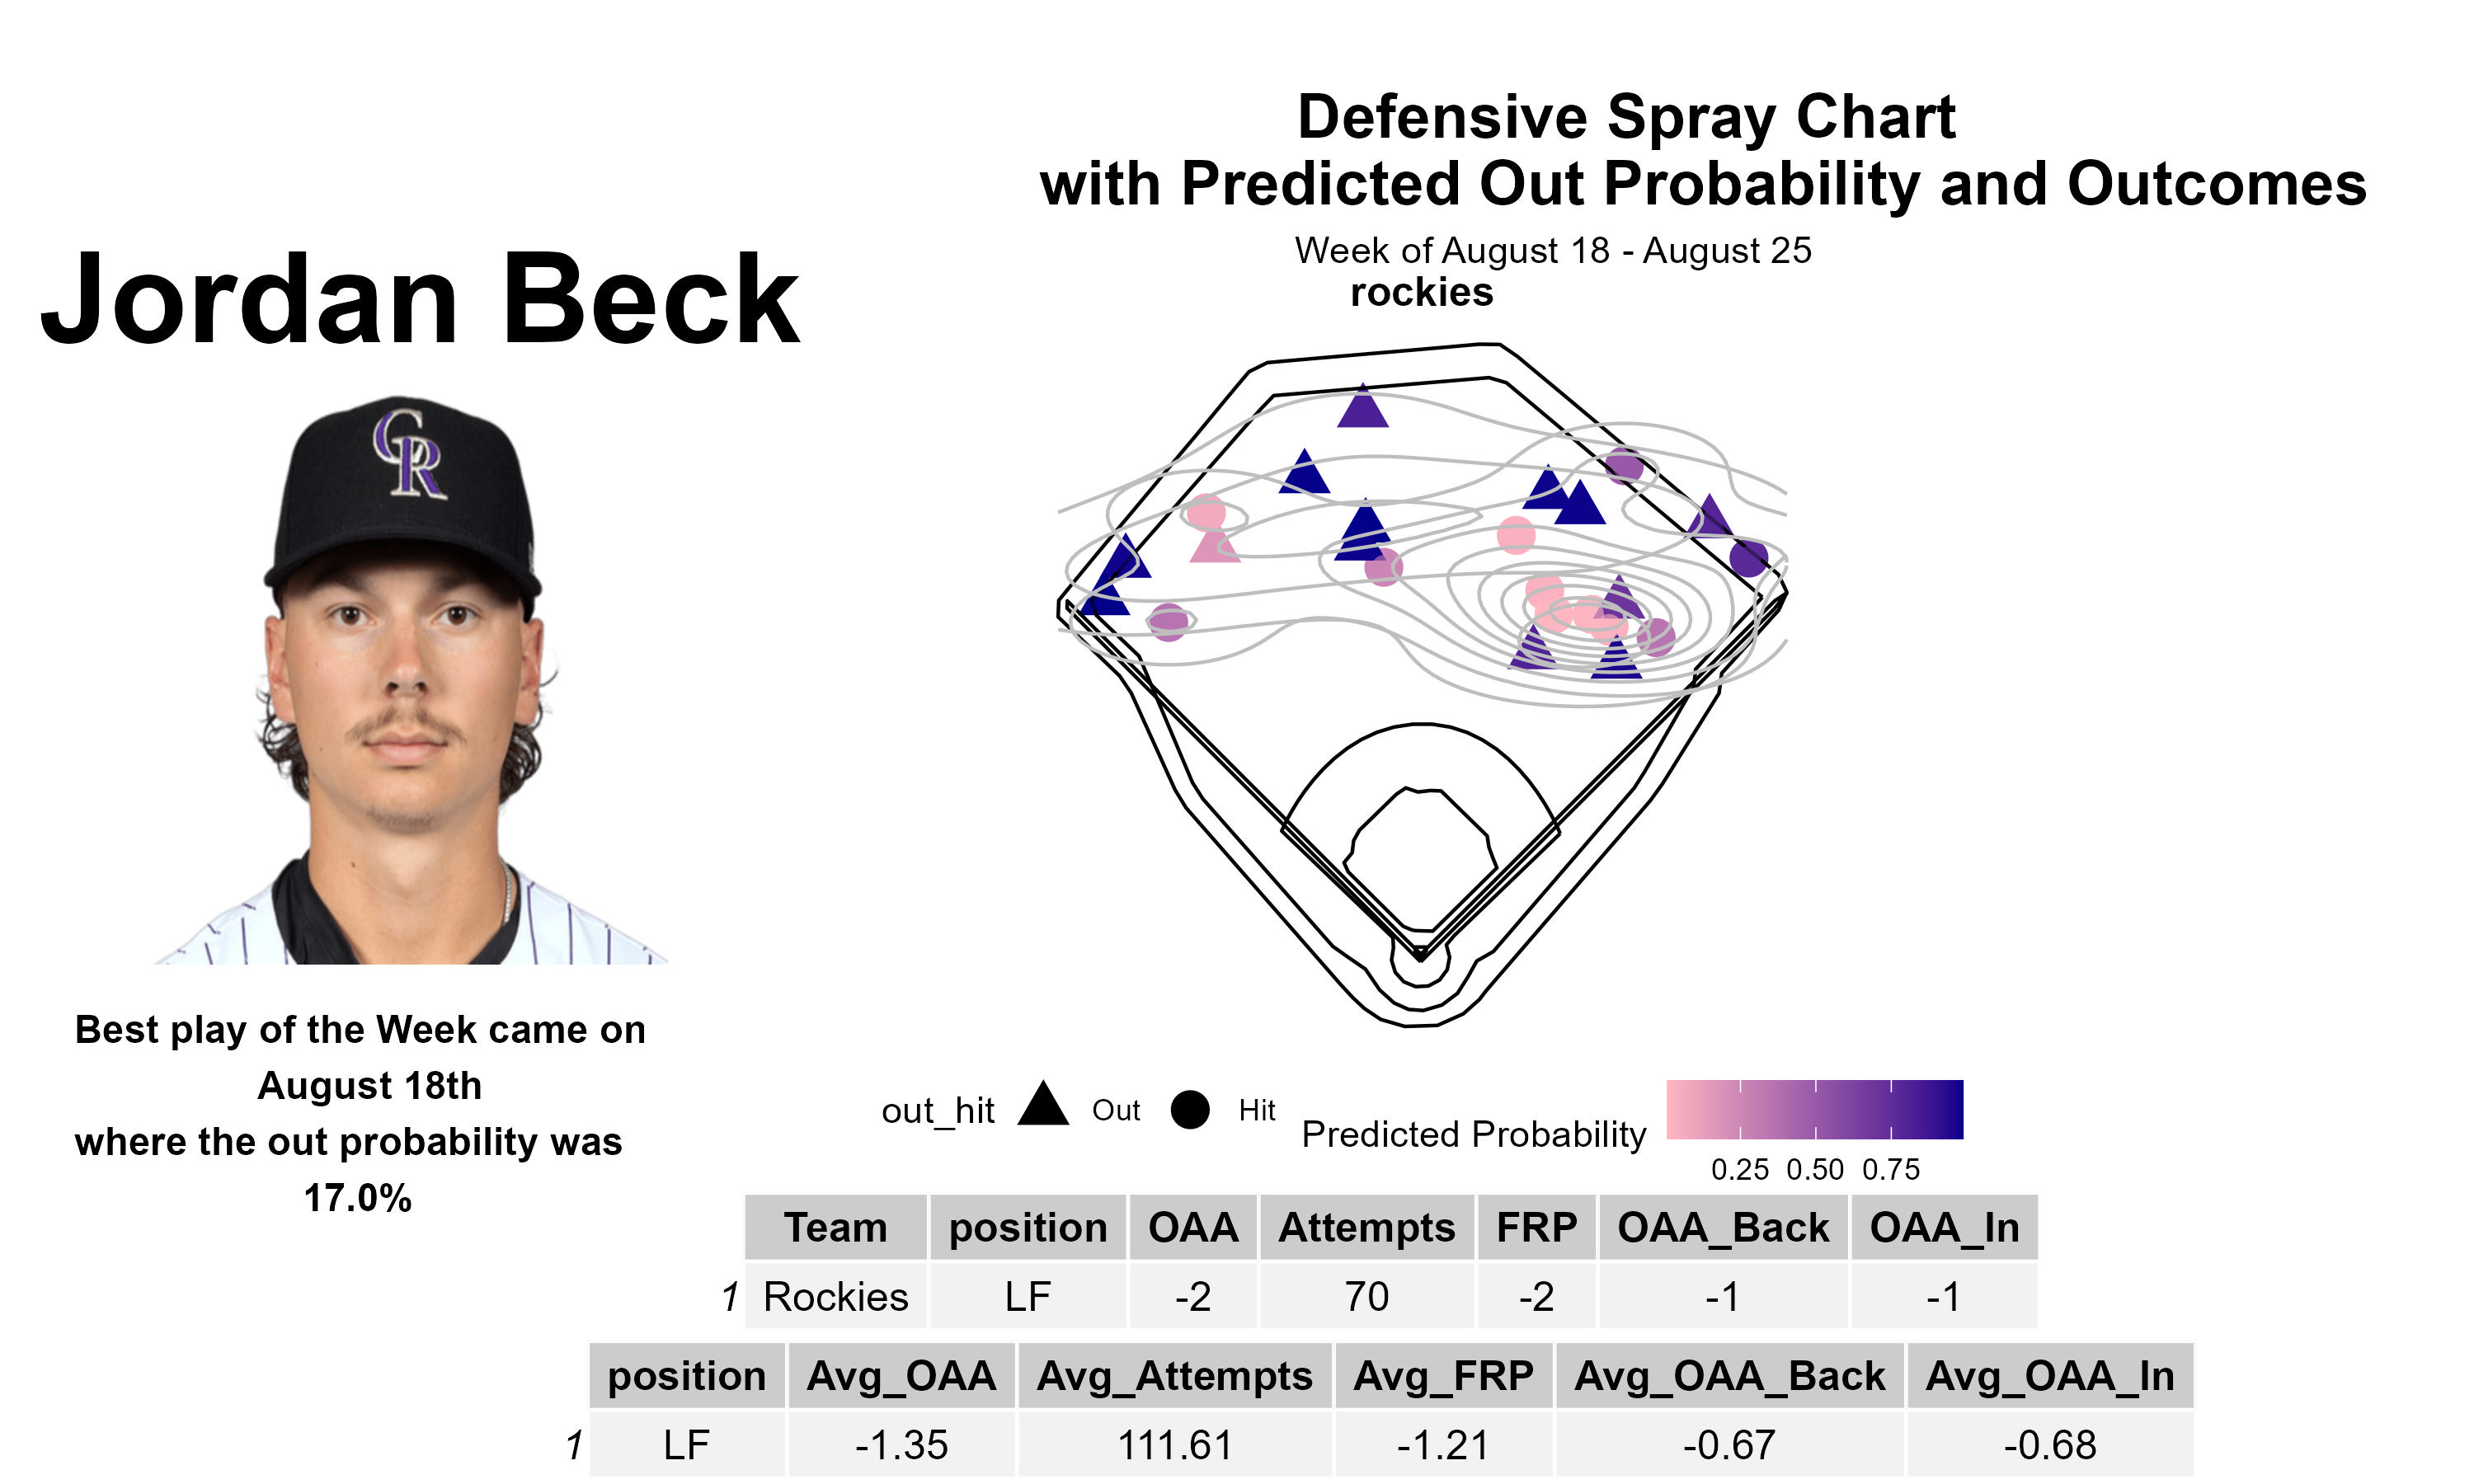 Defensive Spray Chart
with Predicted Out Probability and Outcomes
Week of August 18 - August 25
rockies
Jordan Beck
CR
Best play of the Week came on
August 18th
where the out probability was
17.0%
out_hit Out Hit Predicted Probability
0.25 0.50 0.75
Team position OAA Attempts FRP OAA_Back OAA_In
1 Rockies LF -2 70 -2 -1 -1
position Avg_OAA Avg_Attempts Avg_FRP Avg_OAA_Back Avg_OAA_In
1 LF -1.35 111.61 -1.21 -0.67 -0.68